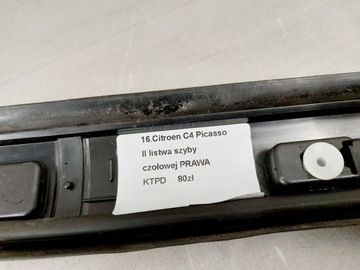 16.Citroen C4 Picasso
II listwa szyby
czołowej PRAWA
KTPD 80zl